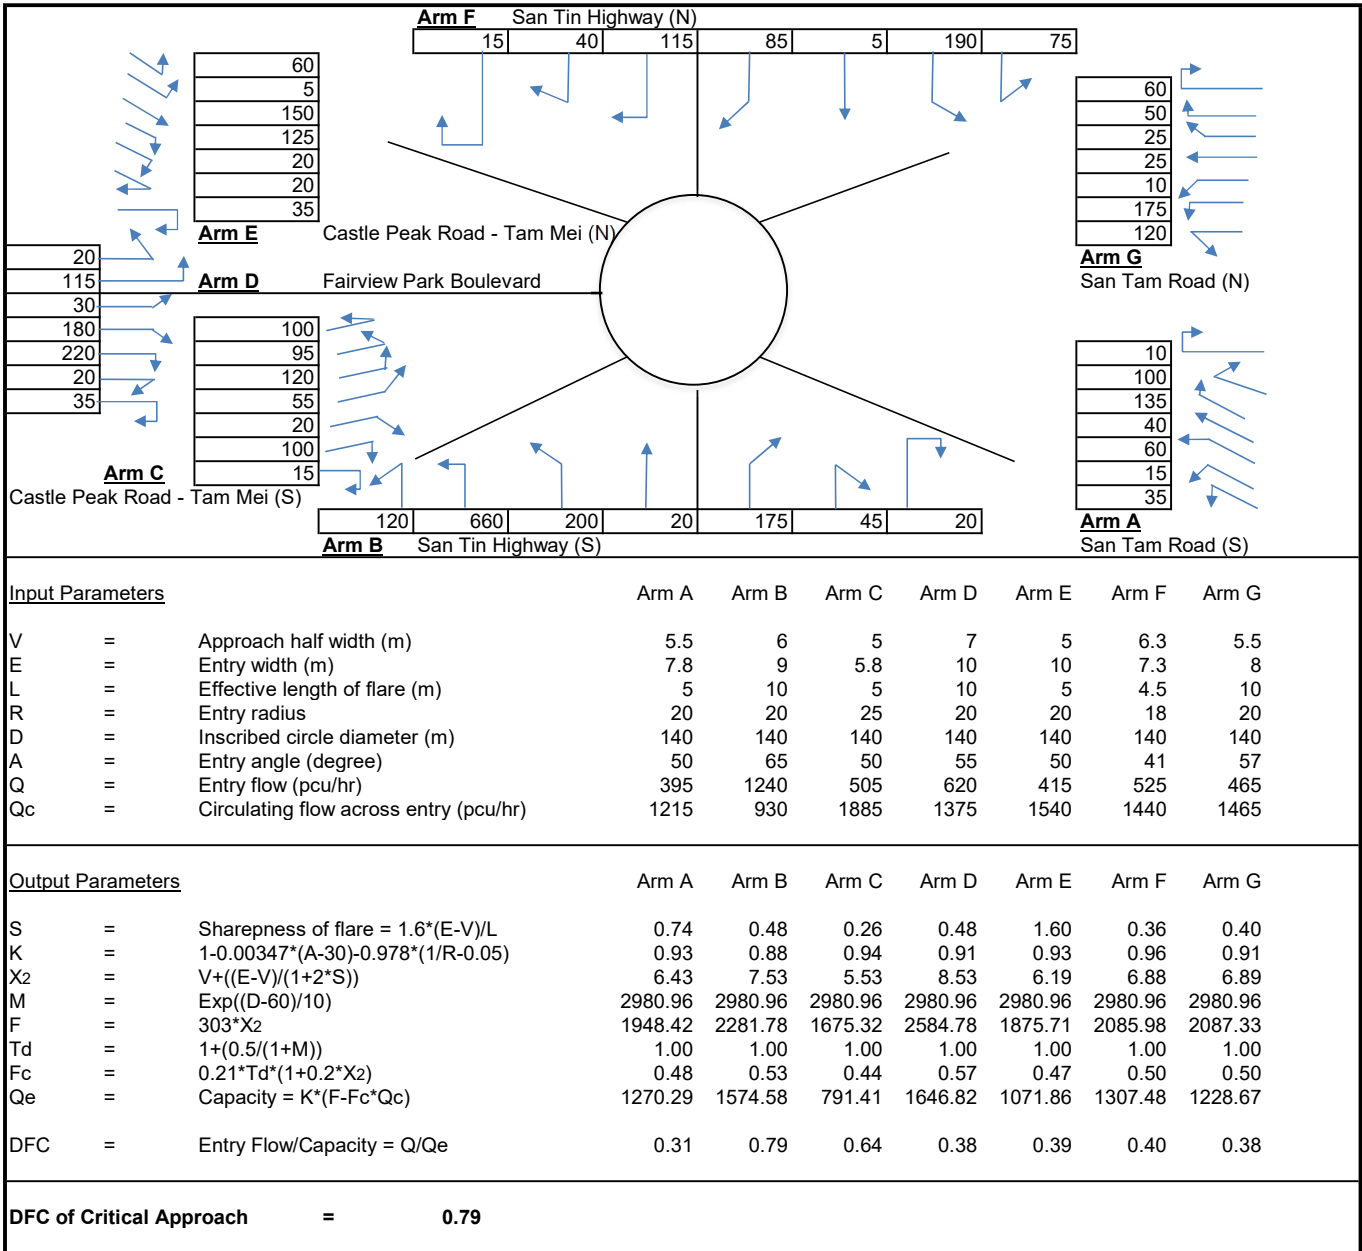 Arm F San Tin Highway (N)
15 40 115 85 5 190 75
60
5
150
125
20
20
35
Arm E Castle Peak Road - Tam Mei (N)
60
50
25
25
10
175
120
Arm G
San Tam Road (N)
20
115
30
180
220
20
35
Arm D Fairview Park Boulevard
100
95
120
55
20
100
15
Arm C
Castle Peak Road - Tam Mei (S)
10
100
135
40
60
15
35
Arm A
San Tam Road (S)
120 660 200 20 175 45 20
Arm B San Tin Highway (S)
Input Parameters Arm A Arm B Arm C Arm D Arm E Arm F Arm G
V = Approach half width (m) 5.5 6 5 7 5 6.3 5.5
E = Entry width (m) 7.8 9 5.8 10 10 7.3 8
L = Effective length of flare (m) 5 10 5 10 5 4.5 10
R = Entry radius 20 20 25 20 20 18 20
D = Inscribed circle diameter (m) 140 140 140 140 140 140 140
A = Entry angle (degree) 50 65 50 55 50 41 57
Q = Entry flow (pcu/hr) 395 1240 505 620 415 525 465
Qc = Circulating flow across entry (pcu/hr) 1215 930 1885 1375 1540 1440 1465
Output Parameters Arm A Arm B Arm C Arm D Arm E Arm F Arm G
S = Sharepness of flare = 1.6*(E-V)/L 0.74 0.48 0.26 0.48 1.60 0.36 0.40
K = 1-0.00347*(A-30)-0.978*(1/R-0.05) 0.93 0.88 0.94 0.91 0.93 0.96 0.91
X2 = V+((E-V)/(1+2*S)) 6.43 7.53 5.53 8.53 6.19 6.88 6.89
M = Exp((D-60)/10) 2980.96 2980.96 2980.96 2980.96 2980.96 2980.96 2980.96
F = 303*X2 1948.42 2281.78 1675.32 2584.78 1875.71 2085.98 2087.33
Td = 1+(0.5/(1+M)) 1.00 1.00 1.00 1.00 1.00 1.00 1.00
Fc = 0.21*Td*(1+0.2*X2) 0.48 0.53 0.44 0.57 0.47 0.50 0.50
Qe = Capacity = K*(F-Fc*Qc) 1270.29 1574.58 791.41 1646.82 1071.86 1307.48 1228.67
DFC = Entry Flow/Capacity = Q/Qe 0.31 0.79 0.64 0.38 0.39 0.40 0.38
DFC of Critical Approach = 0.79